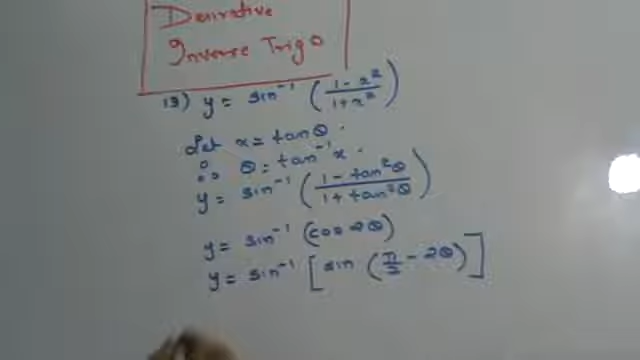 Derivative
Inverse Trigo
13) y = sin⁻¹ (1 - x² / 1 + x²)
Let x = tan θ .
∴ θ = tan⁻¹ x .
y = sin⁻¹ (1 - tan²θ / 1 + tan²θ)
y = sin⁻¹ (cos 2θ)
y = sin⁻¹ [sin (π/2 - 2θ)]